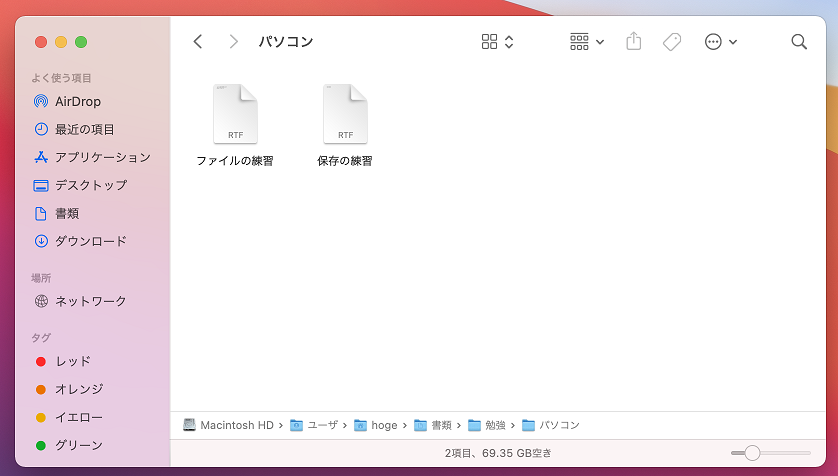 パソコン
よく使う項目
AirDrop
最近の項目
アプリケーション
デスクトップ
書類
ダウンロード
場所
ネットワーク
タグ
レッド
オレンジ
イエロー
グリーン
RTF
ファイルの練習
RTF
保存の練習
Macintosh HD › ユーザ › hoge › 書類 › 勉強 › パソコン
2項目、69.35 GB空き